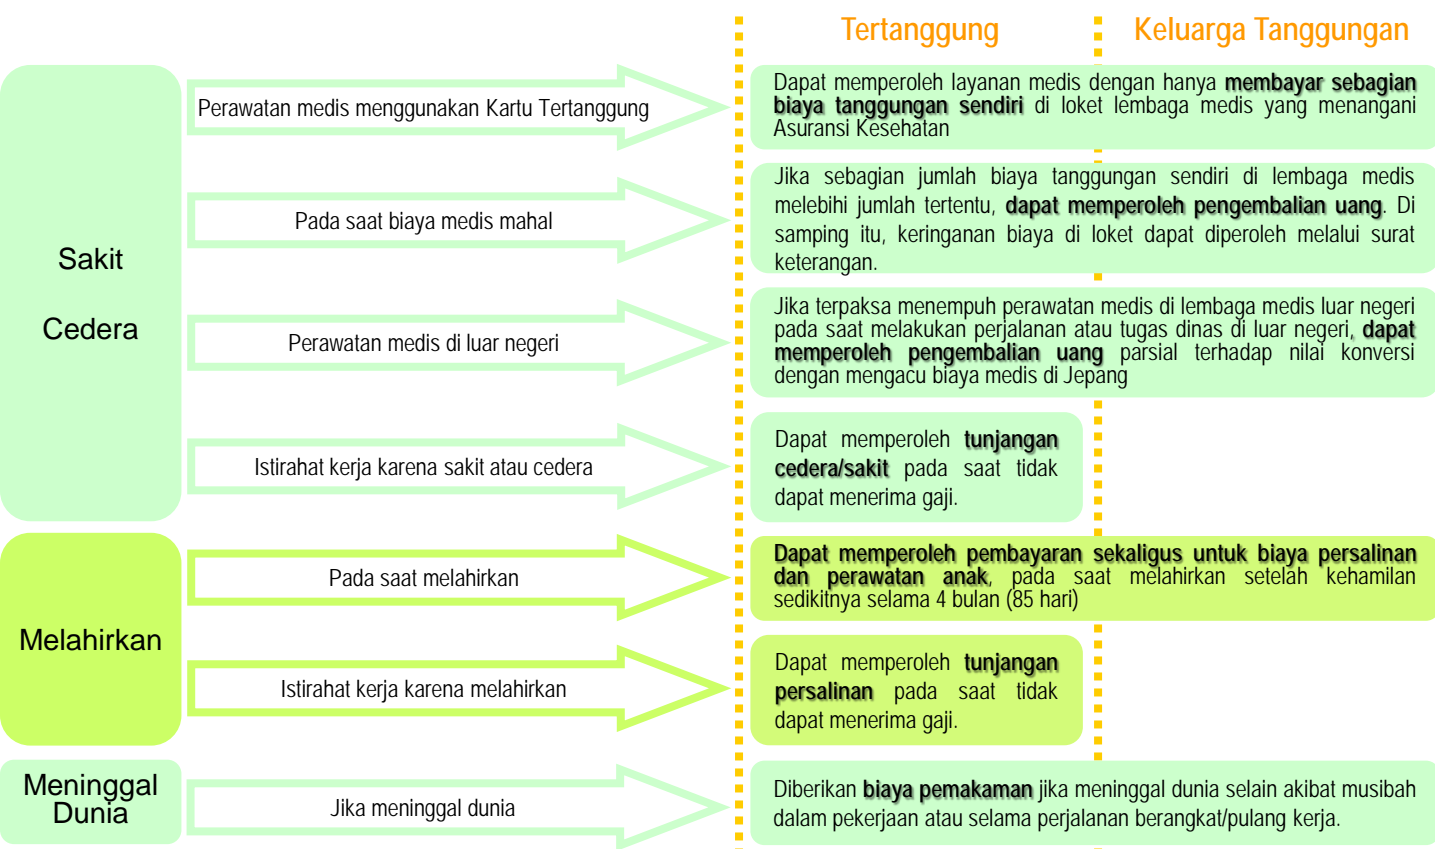 Tertanggung
Keluarga Tanggungan
Sakit
Cedera
Perawatan medis menggunakan Kartu Tertanggung
Dapat memperoleh layanan medis dengan hanya membayar sebagian
biaya tanggungan sendiri di loket lembaga medis yang menangani
Asuransi Kesehatan
Pada saat biaya medis mahal
Jika sebagian jumlah biaya tanggungan sendiri di lembaga medis
melebihi jumlah tertentu, dapat memperoleh pengembalian uang. Di
samping itu, keringanan biaya di loket dapat diperoleh melalui surat
keterangan.
Perawatan medis di luar negeri
Jika terpaksa menempuh perawatan medis di lembaga medis luar negeri
pada saat melakukan perjalanan atau tugas dinas di luar negeri, dapat
memperoleh pengembalian uang parsial terhadap nilai konversi
dengan mengacu biaya medis di Jepang
Istirahat kerja karena sakit atau cedera
Dapat memperoleh tunjangan
cedera/sakit pada saat tidak
dapat menerima gaji.
Melahirkan
Pada saat melahirkan
Dapat memperoleh pembayaran sekaligus untuk biaya persalinan
dan perawatan anak, pada saat melahirkan setelah kehamilan
sedikitnya selama 4 bulan (85 hari)
Istirahat kerja karena melahirkan
Dapat memperoleh tunjangan
persalinan pada saat tidak
dapat menerima gaji.
Meninggal
Dunia
Jika meninggal dunia
Diberikan biaya pemakaman jika meninggal dunia selain akibat musibah
dalam pekerjaan atau selama perjalanan berangkat/pulang kerja.